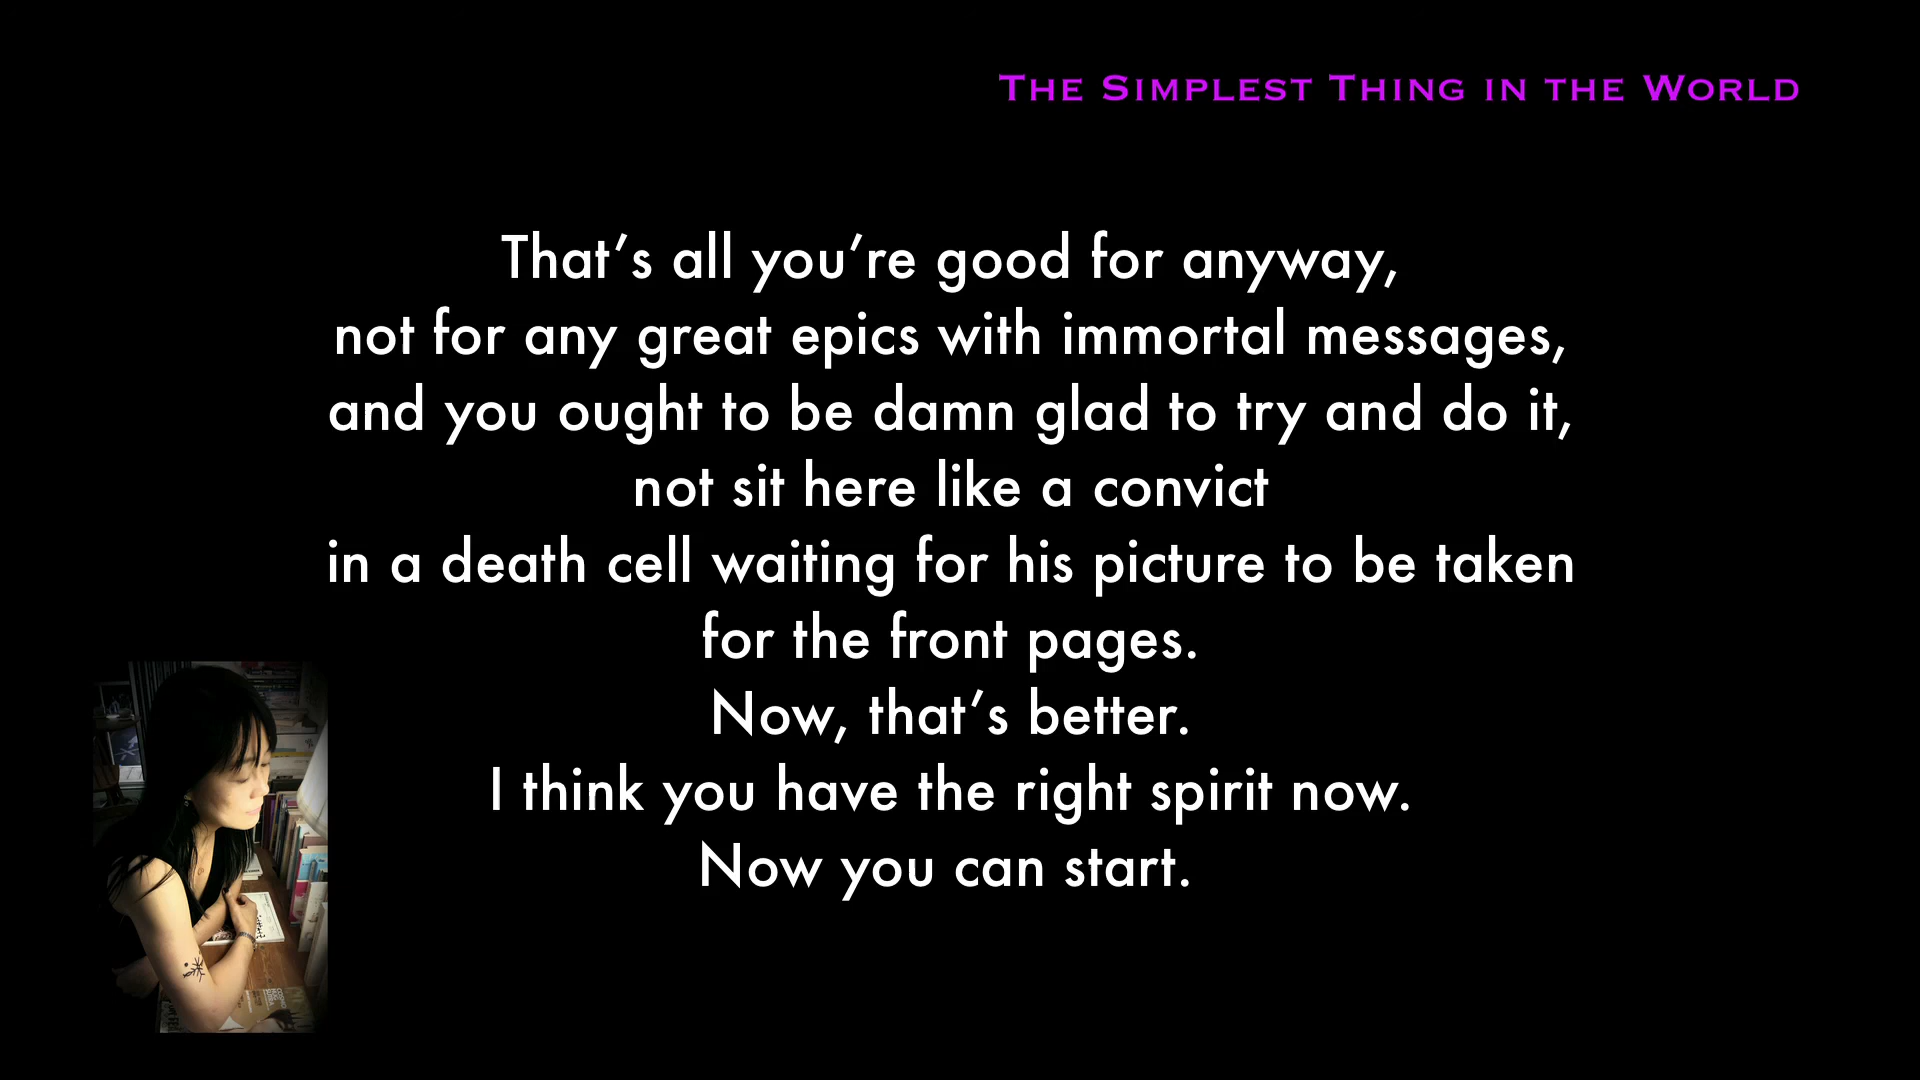 The Simplest Thing in the World
That’s all you’re good for anyway,
not for any great epics with immortal messages,
and you ought to be damn glad to try and do it,
not sit here like a convict
in a death cell waiting for his picture to be taken
for the front pages.
Now, that’s better.
I think you have the right spirit now.
Now you can start.